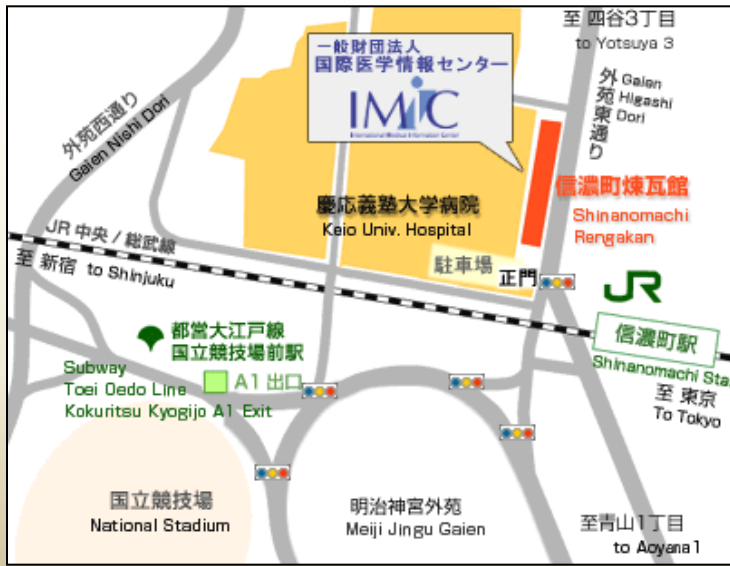 至 四谷3丁目
to Yotsuya 3
一般財団法人
国際医学情報センター
IMIC
International Medical Information Center
外苑東通り
Gaien
Higashi
Dori
外苑西通り
Gaien Nishi Dori
信濃町煉瓦館
Shinanomachi
Rengakan
慶応義塾大学病院
Keio Univ. Hospital
JR 中央 / 総武線
至 新宿 to Shinjuku
駐車場
正門
JR
信濃町駅
Shinanomachi Sta
至 東京
To Tokyo
都営大江戸線
国立競技場前駅
Subway
Toei Oedo Line
Kokuritsu Kyogijo A1 Exit
A1 出口
国立競技場
National Stadium
明治神宮外苑
Meiji Jingu Gaien
至青山1丁目
to Aoyana 1